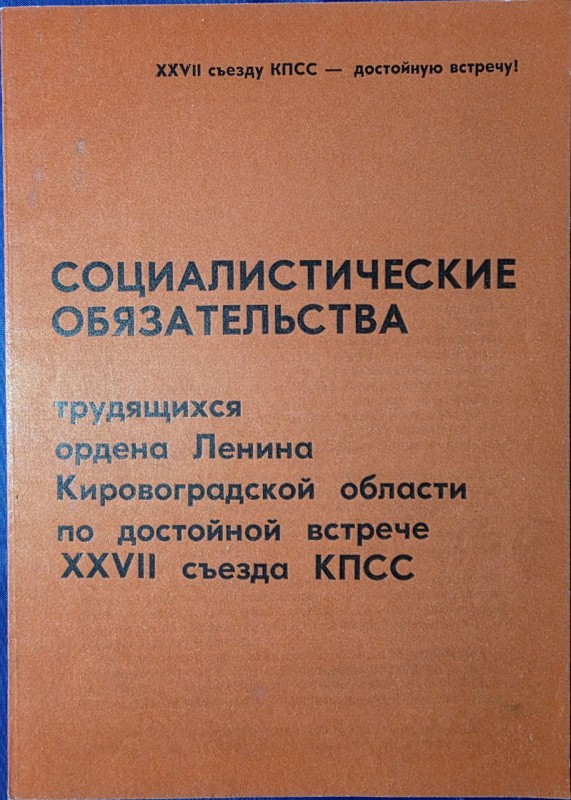 XXVII съезду КПСС — достойную встречу!
СОЦИАЛИСТИЧЕСКИЕ
ОБЯЗАТЕЛЬСТВА
трудящихся
ордена Ленина
Кировоградской области
по достойной встрече
XXVII съезда КПСС